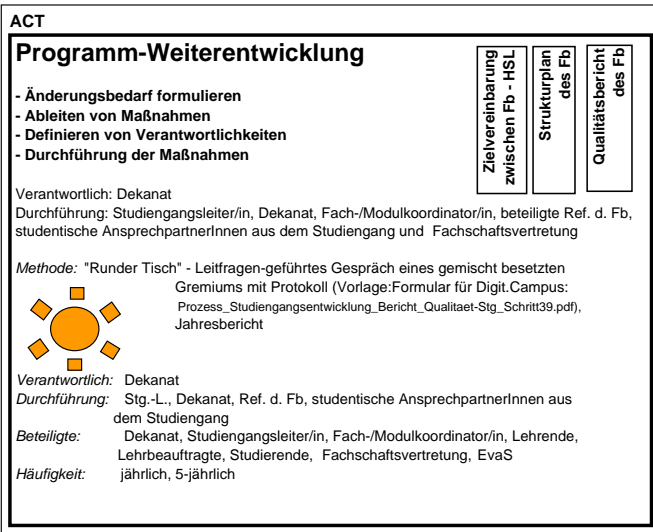 ACT
Programm-Weiterentwicklung
- Änderungsbedarf formulieren
- Ableiten von Maßnahmen
- Definieren von Verantwortlichkeiten
- Durchführung der Maßnahmen
Zielvereinbarung
zwischen Fb - HSL
Strukturplan
des Fb
Qualitätsbericht
des Fb
Verantwortlich: Dekanat
Durchführung: Studiengangsleiter/in, Dekanat, Fach-/Modulkoordinator/in, beteiligte Ref. d. Fb,
studentische AnsprechpartnerInnen aus dem Studiengang und Fachschaftsvertretung
Methode: "Runder Tisch" - Leitfragen-geführtes Gespräch eines gemischt besetzten
Gremiums mit Protokoll (Vorlage:Formular für Digit.Campus:
Prozess_Studiengangsentwicklung_Bericht_Qualitaet-Stg_Schritt39.pdf),
Jahresbericht
Verantwortlich: Dekanat
Durchführung: Stg.-L., Dekanat, Ref. d. Fb, studentische AnsprechpartnerInnen aus
dem Studiengang
Beteiligte: Dekanat, Studiengangsleiter/in, Fach-/Modulkoordinator/in, Lehrende,
Lehrbeauftragte, Studierende, Fachschaftsvertretung, EvaS
Häufigkeit: jährlich, 5-jährlich